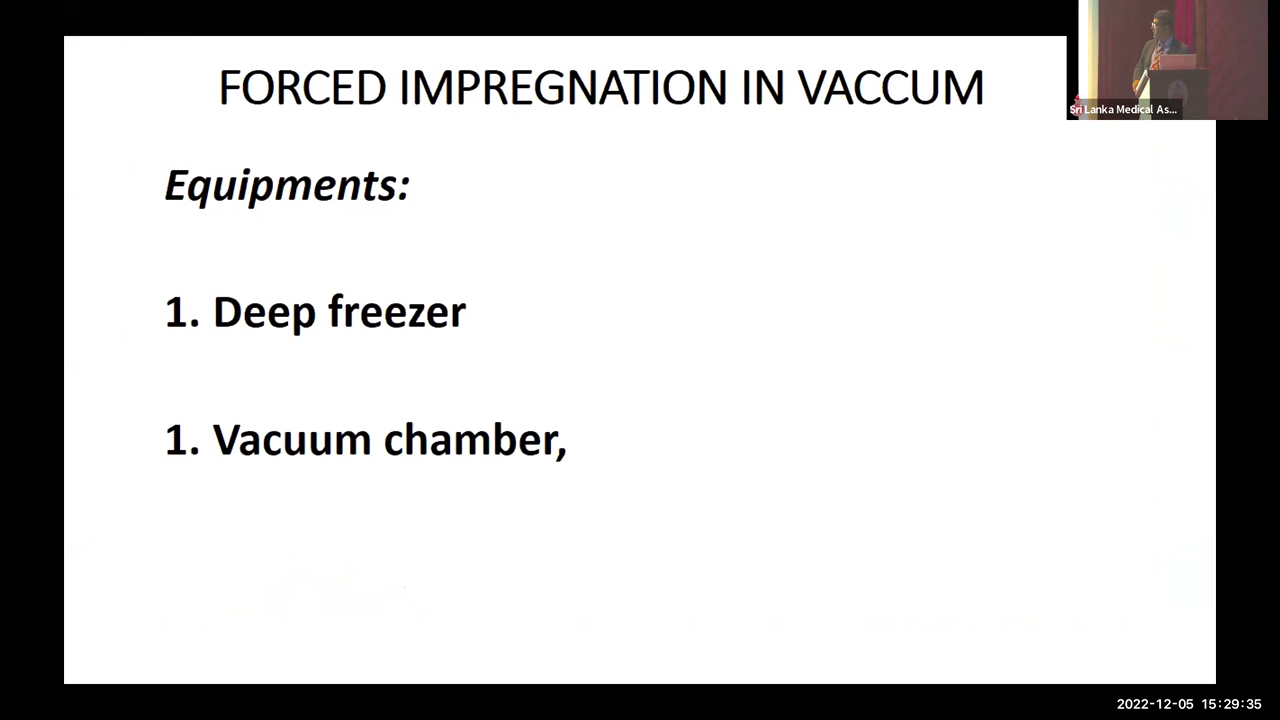 FORCED IMPREGNATION IN VACCUM
Sri Lanka Medical As...
Equipments:
1. Deep freezer
1. Vacuum chamber,
2022-12-05 15:29:35